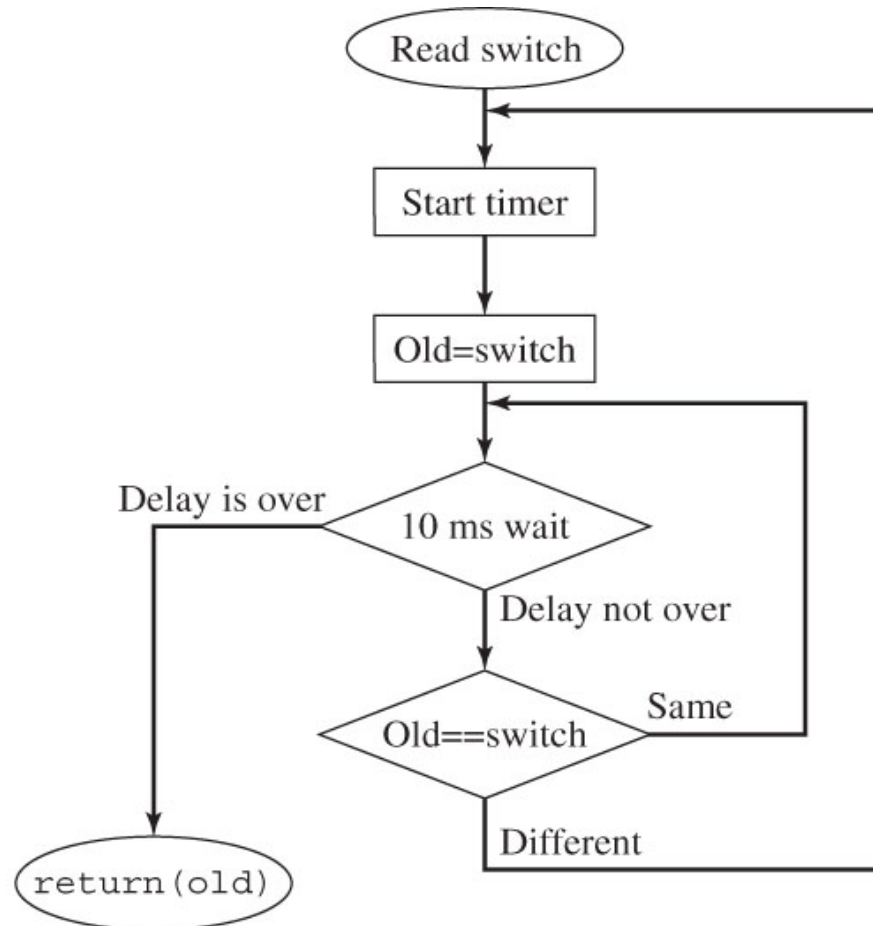 Read switch
Start timer
Old=switch
Delay is over
10 ms wait
Delay not over
Old==switch
Same
Different
return(old)